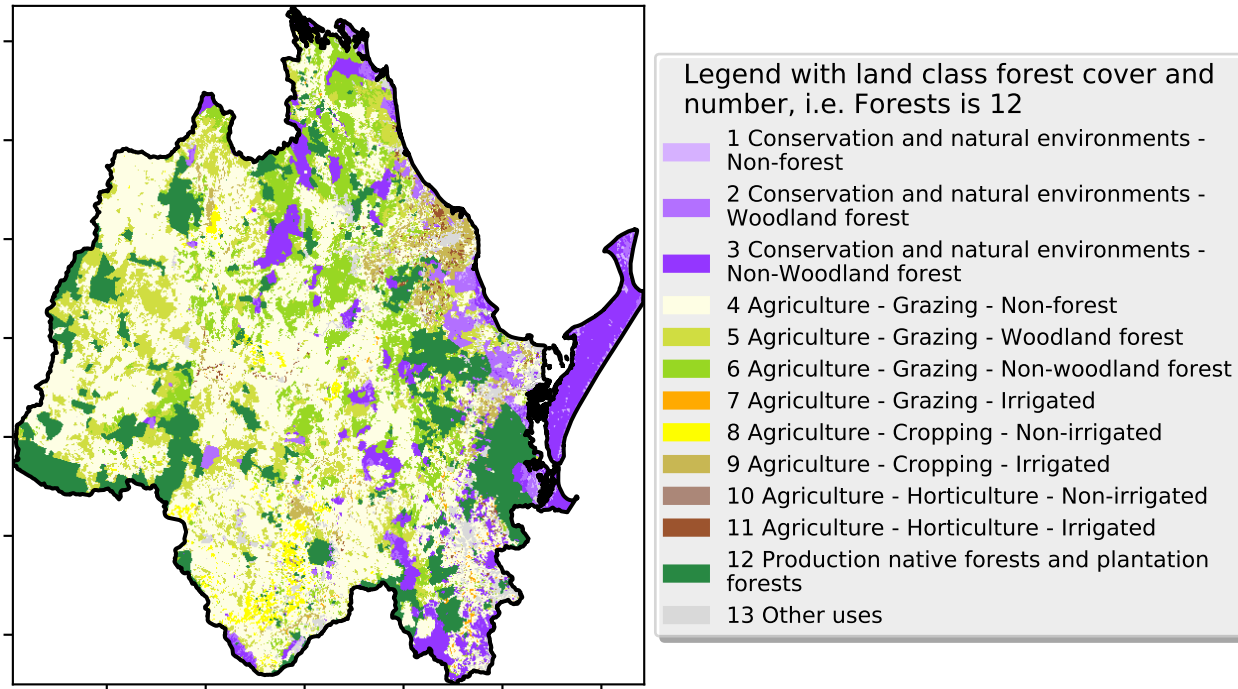 Legend with land class forest cover and
number, i.e. Forests is 12
1 Conservation and natural environments -
Non-forest
2 Conservation and natural environments -
Woodland forest
3 Conservation and natural environments -
Non-Woodland forest
4 Agriculture - Grazing - Non-forest
5 Agriculture - Grazing - Woodland forest
6 Agriculture - Grazing - Non-woodland forest
7 Agriculture - Grazing - Irrigated
8 Agriculture - Cropping - Non-irrigated
9 Agriculture - Cropping - Irrigated
10 Agriculture - Horticulture - Non-irrigated
11 Agriculture - Horticulture - Irrigated
12 Production native forests and plantation
forests
13 Other uses